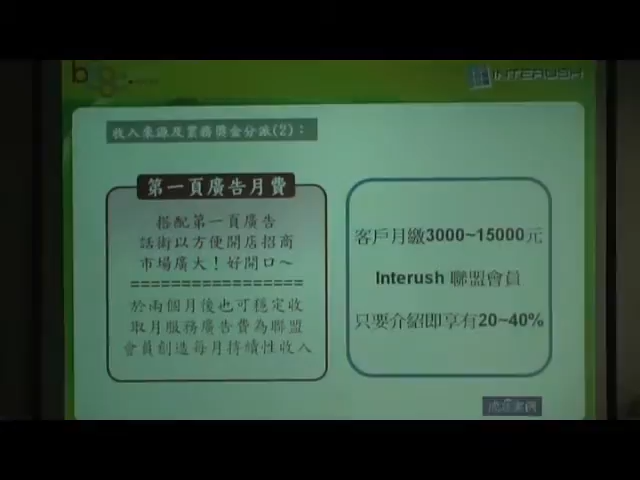 INTERUSH
收入來源及業務獎金分派(2)：
第一頁廣告月費
搭配第一頁廣告
話術以方便開店招商
市場廣大！好開口～
================
於兩個月後也可穩定收
取月服務廣告費為聯盟
會員創造每月持續性收入
客戶月繳3000~15000元
Interush 聯盟會員
只要介紹即享有20~40%